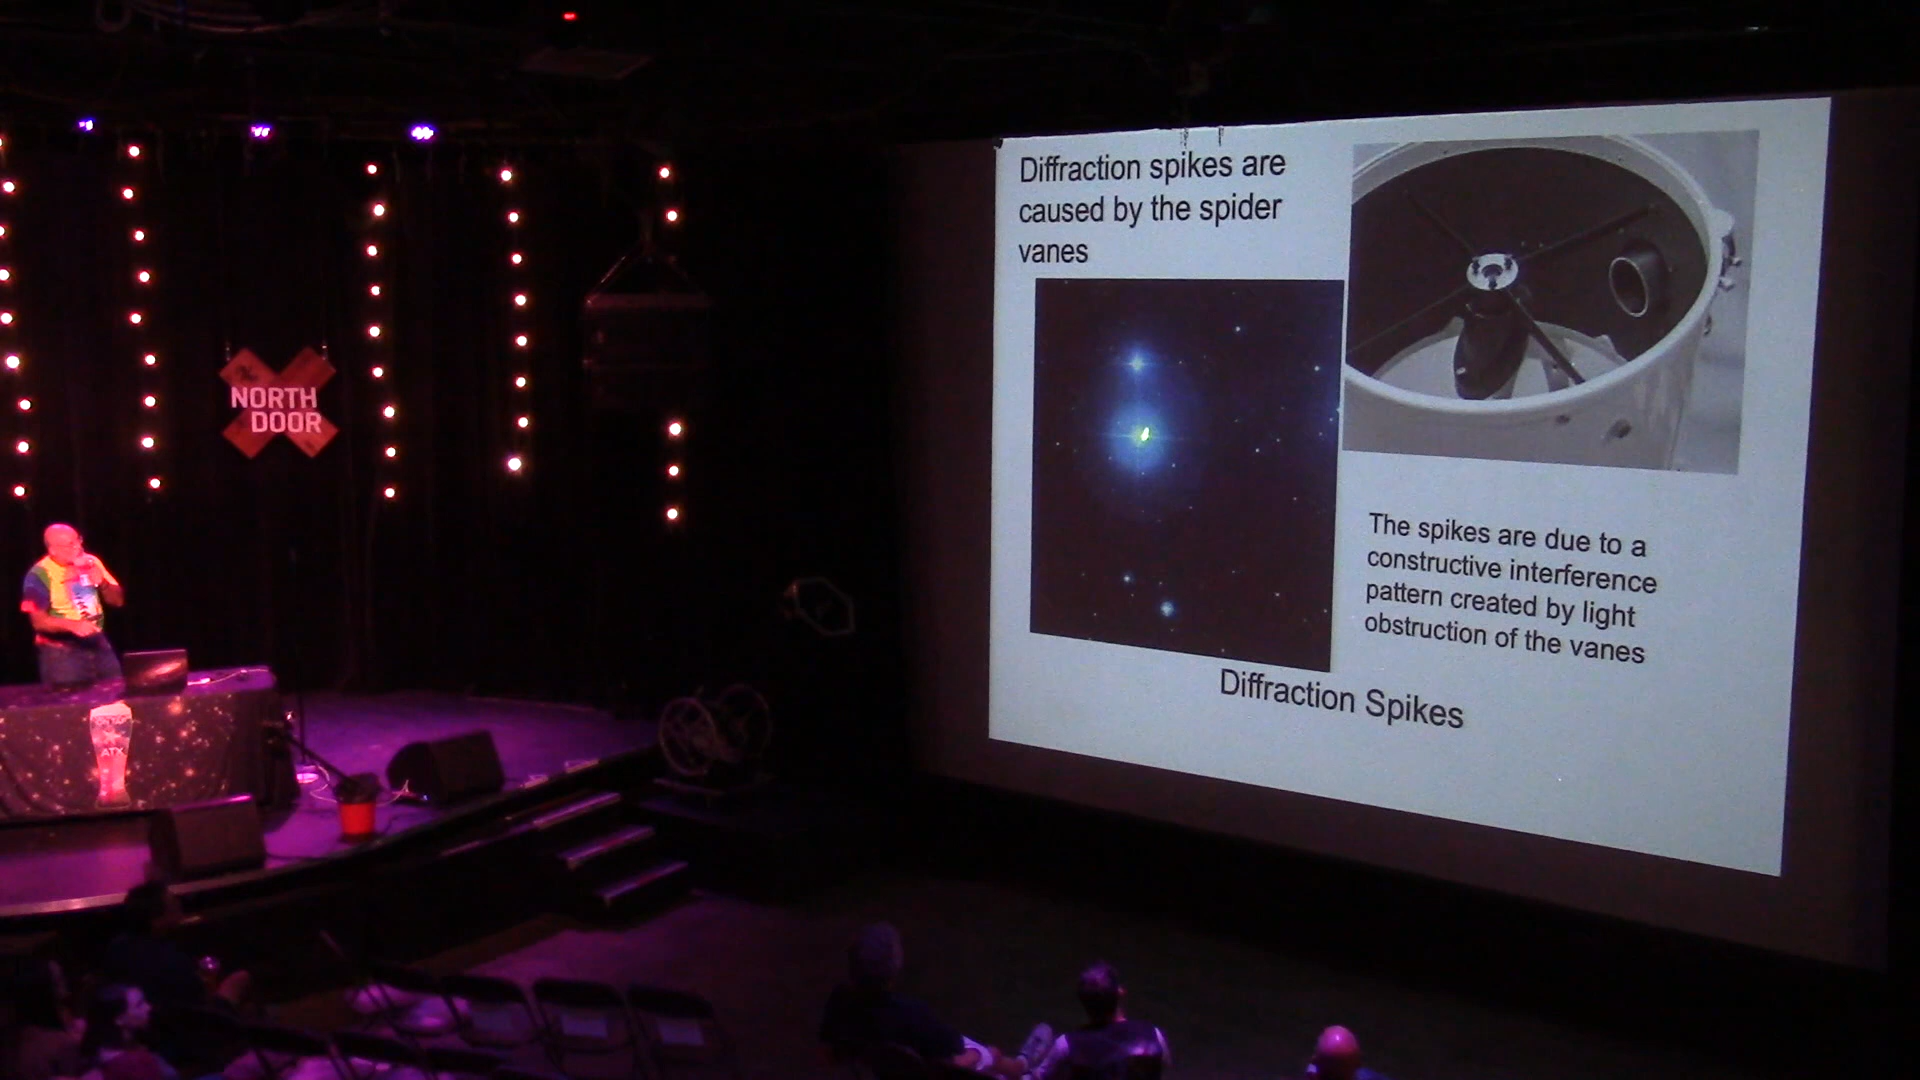 NORTH
DOOR
ATX
Diffraction spikes are
caused by the spider
vanes
The spikes are due to a
constructive interference
pattern created by light
obstruction of the vanes
Diffraction Spikes